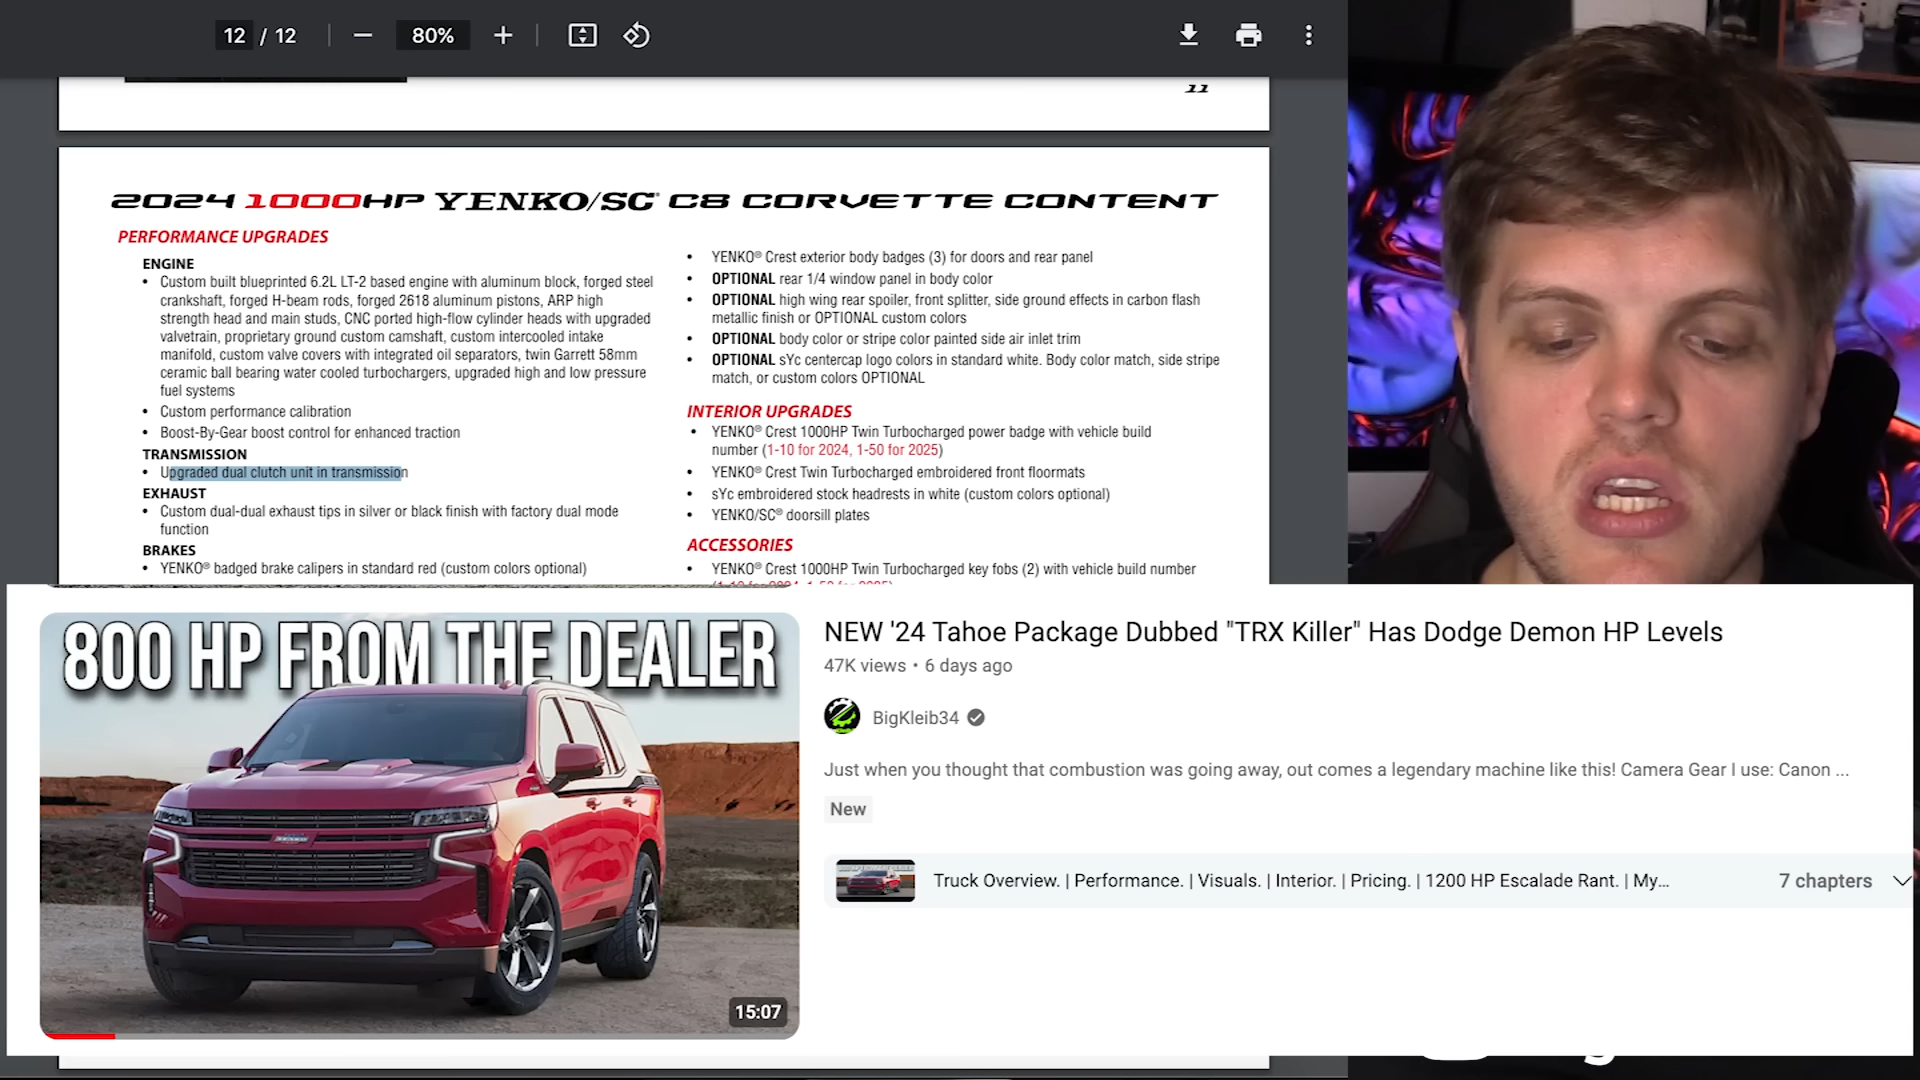 12 / 12
80%
11
2024 1000HP YENKO/SC® C8 CORVETTE CONTENT
PERFORMANCE UPGRADES
ENGINE
• Custom built blueprinted 6.2L LT-2 based engine with aluminum block, forged steel
crankshaft, forged H-beam rods, forged 2618 aluminum pistons, ARP high
strength head and main studs, CNC ported high-flow cylinder heads with upgraded
valvetrain, proprietary ground custom camshaft, custom intercooled intake
manifold, custom valve covers with integrated oil separators, twin Garrett 58mm
ceramic ball bearing water cooled turbochargers, upgraded high and low pressure
fuel systems
• Custom performance calibration
• Boost-By-Gear boost control for enhanced traction
TRANSMISSION
• Upgraded dual clutch unit in transmission
EXHAUST
• Custom dual-dual exhaust tips in silver or black finish with factory dual mode
function
BRAKES
• YENKO® badged brake calipers in standard red (custom colors optional)
• YENKO® Crest exterior body badges (3) for doors and rear panel
• OPTIONAL rear 1/4 window panel in body color
• OPTIONAL high wing rear spoiler, front splitter, side ground effects in carbon flash
metallic finish or OPTIONAL custom colors
• OPTIONAL body color or stripe color painted side air inlet trim
• OPTIONAL sYc centercap logo colors in standard white. Body color match, side stripe
match, or custom colors OPTIONAL
INTERIOR UPGRADES
• YENKO® Crest 1000HP Twin Turbocharged power badge with vehicle build
number (1-10 for 2024, 1-50 for 2025)
• YENKO® Crest Twin Turbocharged embroidered front floormats
• sYc embroidered stock headrests in white (custom colors optional)
• YENKO/SC® doorsill plates
ACCESSORIES
• YENKO® Crest 1000HP Twin Turbocharged key fobs (2) with vehicle build number
(1-10 for 2024, 1-50 for 2025)
800 HP FROM THE DEALER
YENKO
15:07
NEW '24 Tahoe Package Dubbed "TRX Killer" Has Dodge Demon HP Levels
47K views • 6 days ago
BigKleib34
Just when you thought that combustion was going away, out comes a legendary machine like this! Camera Gear I use: Canon ...
New
Truck Overview. | Performance. | Visuals. | Interior. | Pricing. | 1200 HP Escalade Rant. | My...
7 chapters